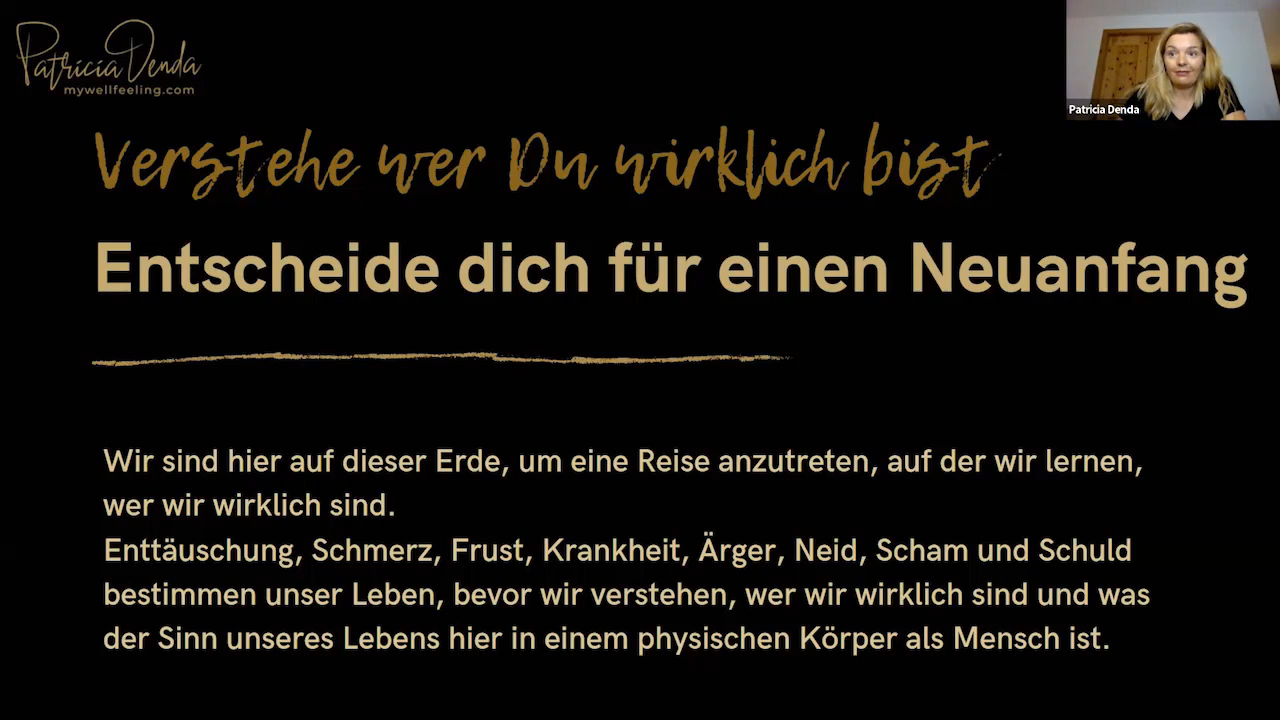 Patricia Denda
mywellfeeling.com
Patricia Denda
Verstehe wer Du wirklich bist
Entscheide dich für einen Neuanfang
Wir sind hier auf dieser Erde, um eine Reise anzutreten, auf der wir lernen,
wer wir wirklich sind.
Enttäuschung, Schmerz, Frust, Krankheit, Ärger, Neid, Scham und Schuld
bestimmen unser Leben, bevor wir verstehen, wer wir wirklich sind und was
der Sinn unseres Lebens hier in einem physischen Körper als Mensch ist.